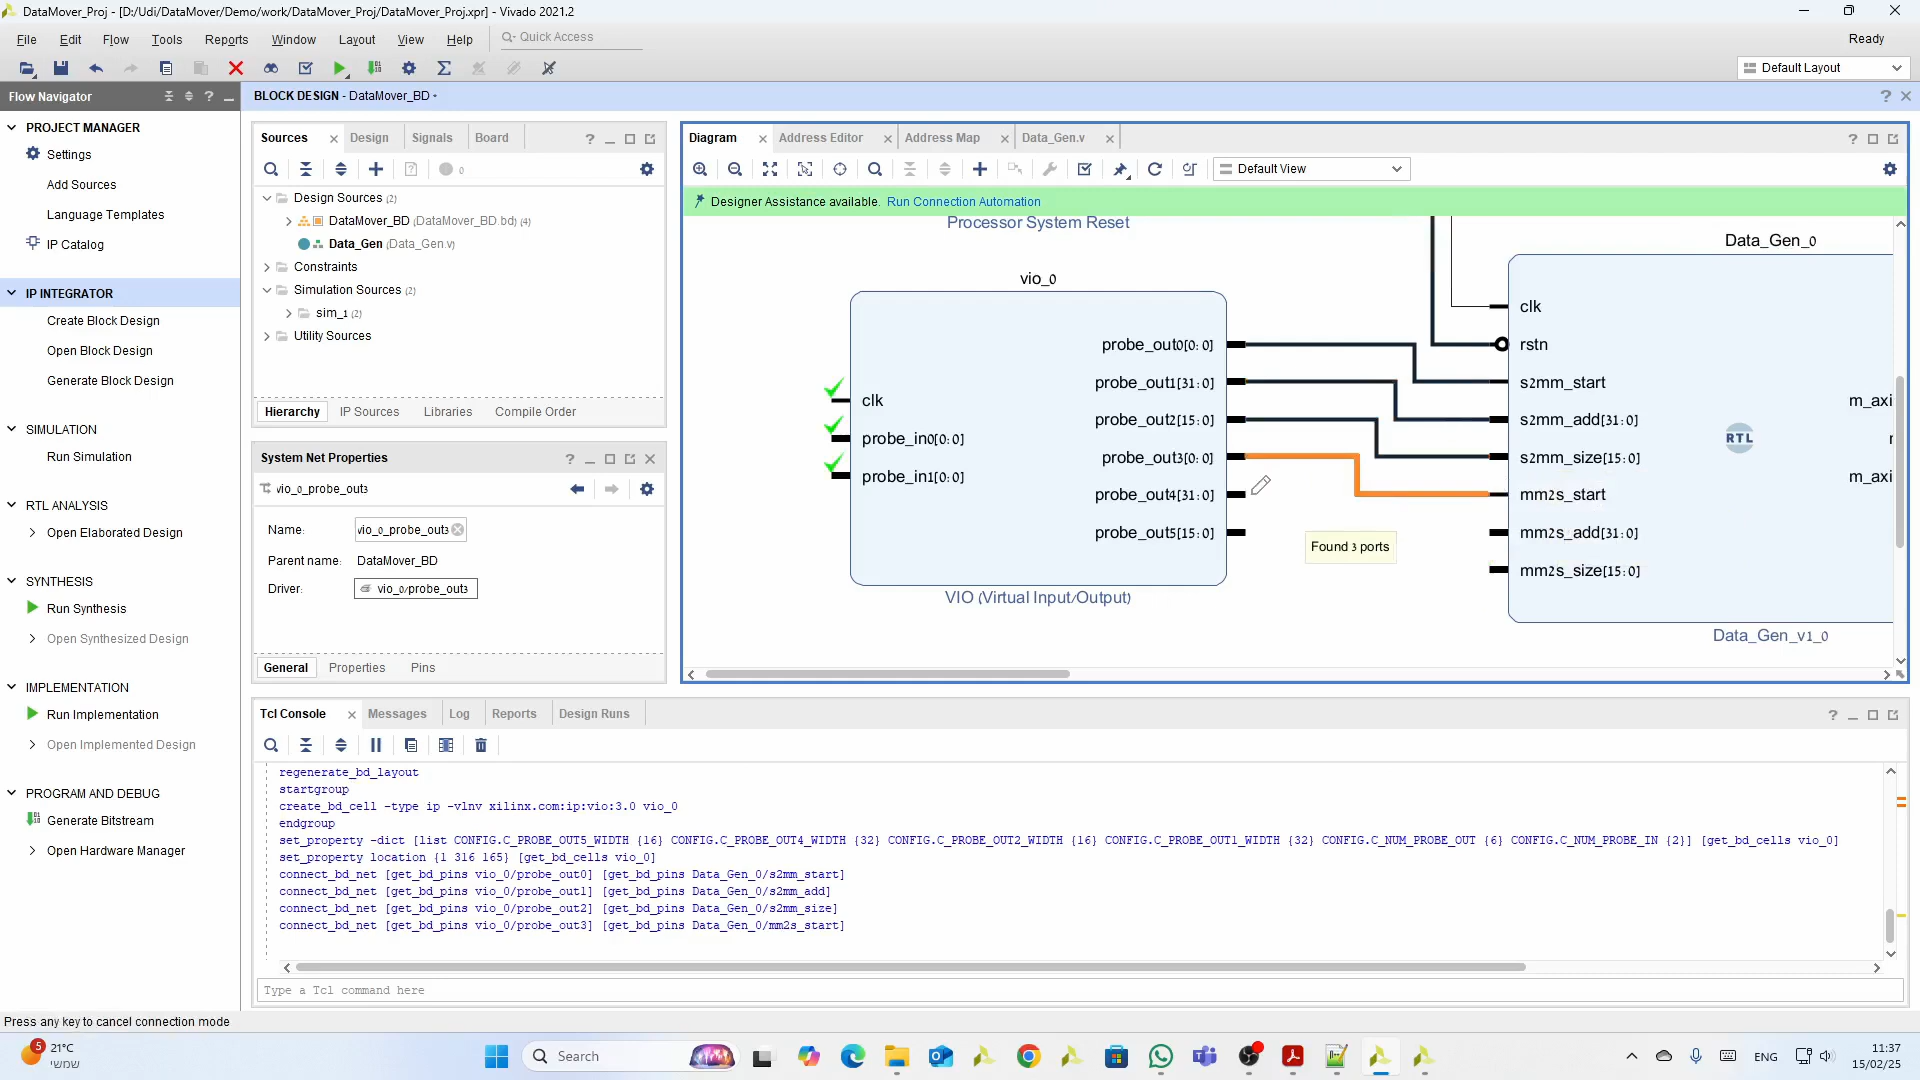 DataMover_Proj - [D:/Udi/DataMover/Demo/work/DataMover_Proj/DataMover_Proj.xpr] - Vivado 2021.2
File Edit Flow Tools Reports Window Layout View Help
Quick Access
Ready
Default Layout
Flow Navigator
PROJECT MANAGER
Settings
Add Sources
Language Templates
IP Catalog
IP INTEGRATOR
Create Block Design
Open Block Design
Generate Block Design
SIMULATION
Run Simulation
RTL ANALYSIS
Open Elaborated Design
SYNTHESIS
Run Synthesis
Open Synthesized Design
IMPLEMENTATION
Run Implementation
Open Implemented Design
PROGRAM AND DEBUG
Generate Bitstream
Open Hardware Manager
BLOCK DESIGN - DataMover_BD *
Sources Design Signals Board
0
Design Sources (2)
DataMover_BD (DataMover_BD.bd) (4)
Data_Gen (Data_Gen.v)
Constraints
Simulation Sources (2)
sim_1 (2)
Utility Sources
Hierarchy IP Sources Libraries Compile Order
System Net Properties
vio_0_probe_out3
Name: vio_0_probe_out3
Parent name: DataMover_BD
Driver: vio_0/probe_out3
General Properties Pins
Diagram Address Editor Address Map Data_Gen.v
Default View
Designer Assistance available. Run Connection Automation
Processor System Reset
vio_0
clk
probe_in0[0:0]
probe_in1[0:0]
probe_out0[0:0]
probe_out1[31:0]
probe_out2[15:0]
probe_out3[0:0]
probe_out4[31:0]
probe_out5[15:0]
VIO (Virtual Input/Output)
Found 3 ports
Data_Gen_0
clk
rstn
s2mm_start
s2mm_add[31:0]
s2mm_size[15:0]
mm2s_start
mm2s_add[31:0]
mm2s_size[15:0]
RTL
m_axi
m_axi
Data_Gen_v1_0
Tcl Console Messages Log Reports Design Runs
regenerate_bd_layout
startgroup
create_bd_cell -type ip -vlnv xilinx.com:ip:vio:3.0 vio_0
endgroup
set_property -dict [list CONFIG.C_PROBE_OUT5_WIDTH {16} CONFIG.C_PROBE_OUT4_WIDTH {32} CONFIG.C_PROBE_OUT2_WIDTH {16} CONFIG.C_PROBE_OUT1_WIDTH {32} CONFIG.C_NUM_PROBE_OUT {6} CONFIG.C_NUM_PROBE_IN {2}] [get_bd_cells vio_0]
set_property location {1 316 165} [get_bd_cells vio_0]
connect_bd_net [get_bd_pins vio_0/probe_out0] [get_bd_pins Data_Gen_0/s2mm_start]
connect_bd_net [get_bd_pins vio_0/probe_out1] [get_bd_pins Data_Gen_0/s2mm_add]
connect_bd_net [get_bd_pins vio_0/probe_out2] [get_bd_pins Data_Gen_0/s2mm_size]
connect_bd_net [get_bd_pins vio_0/probe_out3] [get_bd_pins Data_Gen_0/mm2s_start]
Type a Tcl command here
Press any key to cancel connection mode
5
21°C
שמשי
Search
ENG
11:37
15/02/25